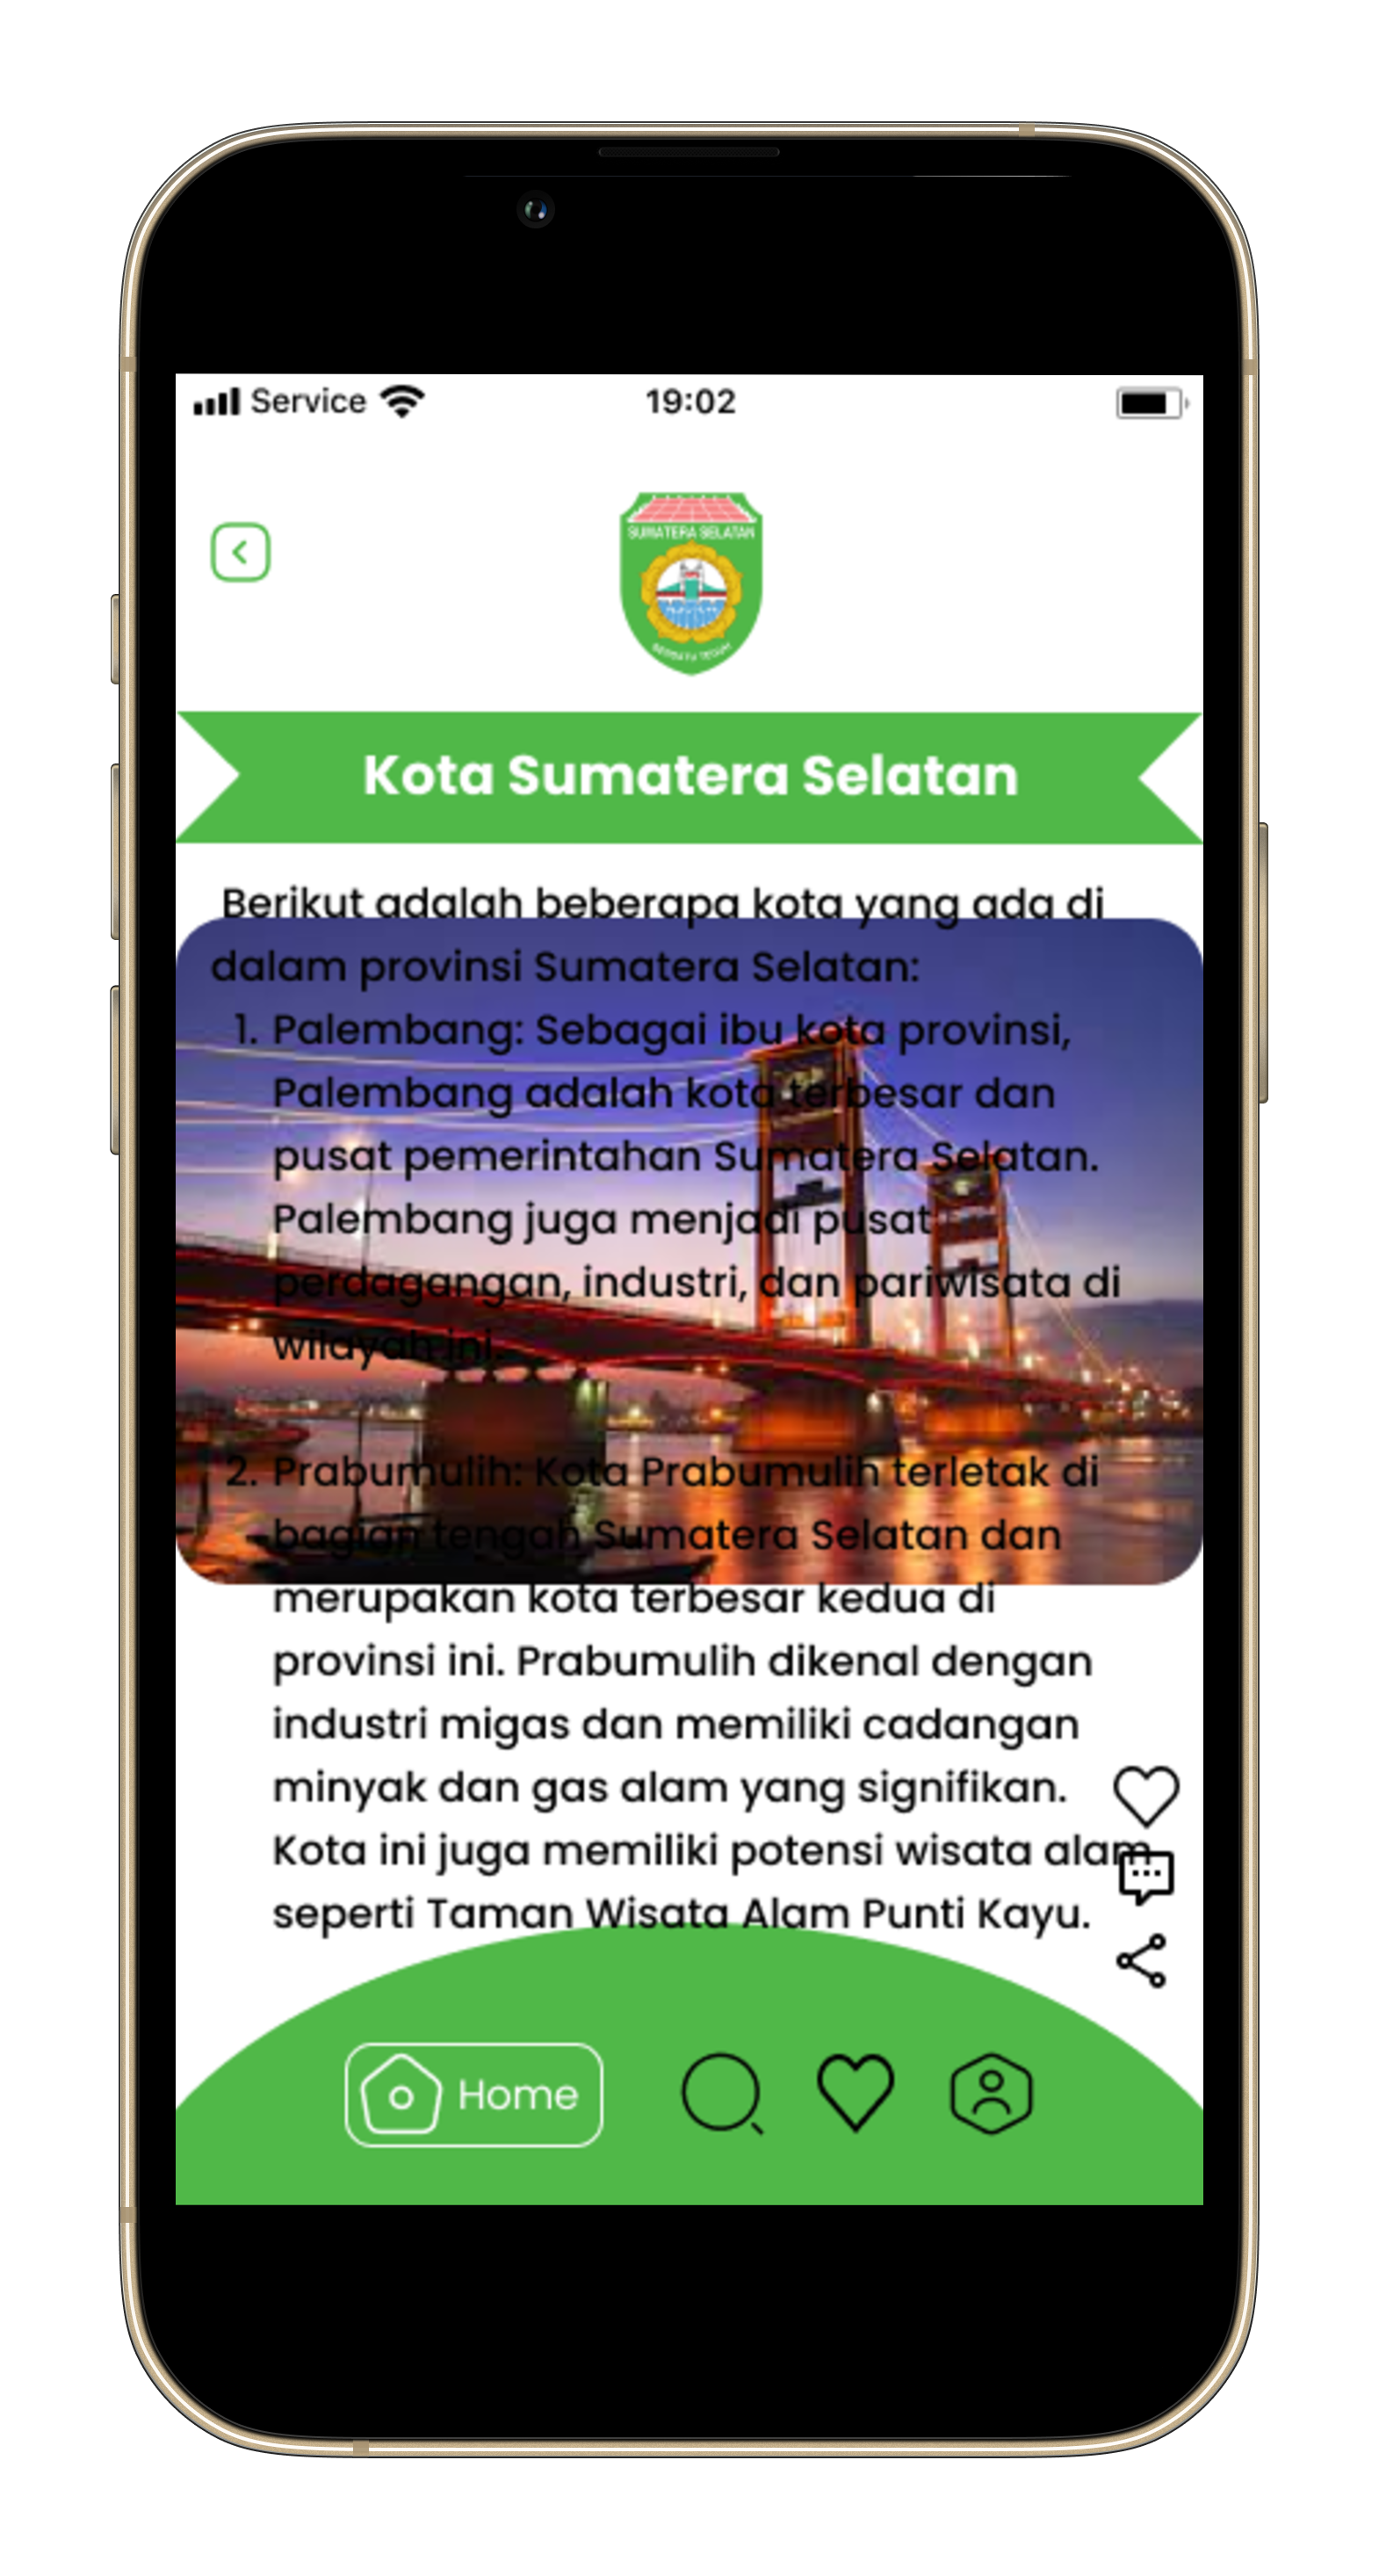 Service 19:02
SUMATERA SELATAN
BERSATU TEGUH
Kota Sumatera Selatan
Berikut adalah beberapa kota yang ada di
dalam provinsi Sumatera Selatan:
1. Palembang: Sebagai ibu kota provinsi,
Palembang adalah kota terbesar dan
pusat pemerintahan Sumatera Selatan.
Palembang juga menjadi pusat
perdagangan, industri, dan pariwisata di
wilayah ini.
2. Prabumulih: Kota Prabumulih terletak di
bagian tengah Sumatera Selatan dan
merupakan kota terbesar kedua di
provinsi ini. Prabumulih dikenal dengan
industri migas dan memiliki cadangan
minyak dan gas alam yang signifikan.
Kota ini juga memiliki potensi wisata alam
seperti Taman Wisata Alam Punti Kayu.
Home